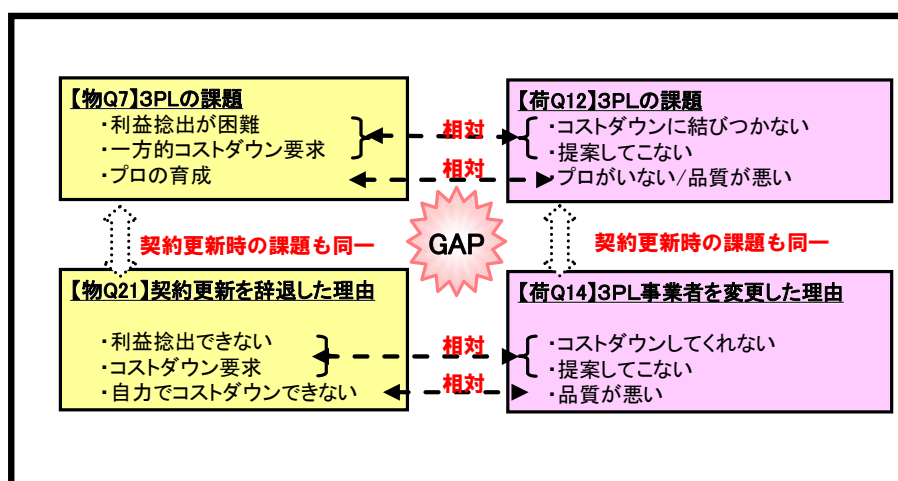 【物Q7】3PLの課題
・利益捻出が困難
・一方的コストダウン要求
・プロの育成
相対
相対
【荷Q12】3PLの課題
・コストダウンに結びつかない
・提案してこない
・プロがいない/品質が悪い
契約更新時の課題も同一
GAP
契約更新時の課題も同一
【物Q21】契約更新を辞退した理由
・利益捻出できない
・コストダウン要求
・自力でコストダウンできない
相対
相対
【荷Q14】3PL事業者を変更した理由
・コストダウンしてくれない
・提案してこない
・品質が悪い